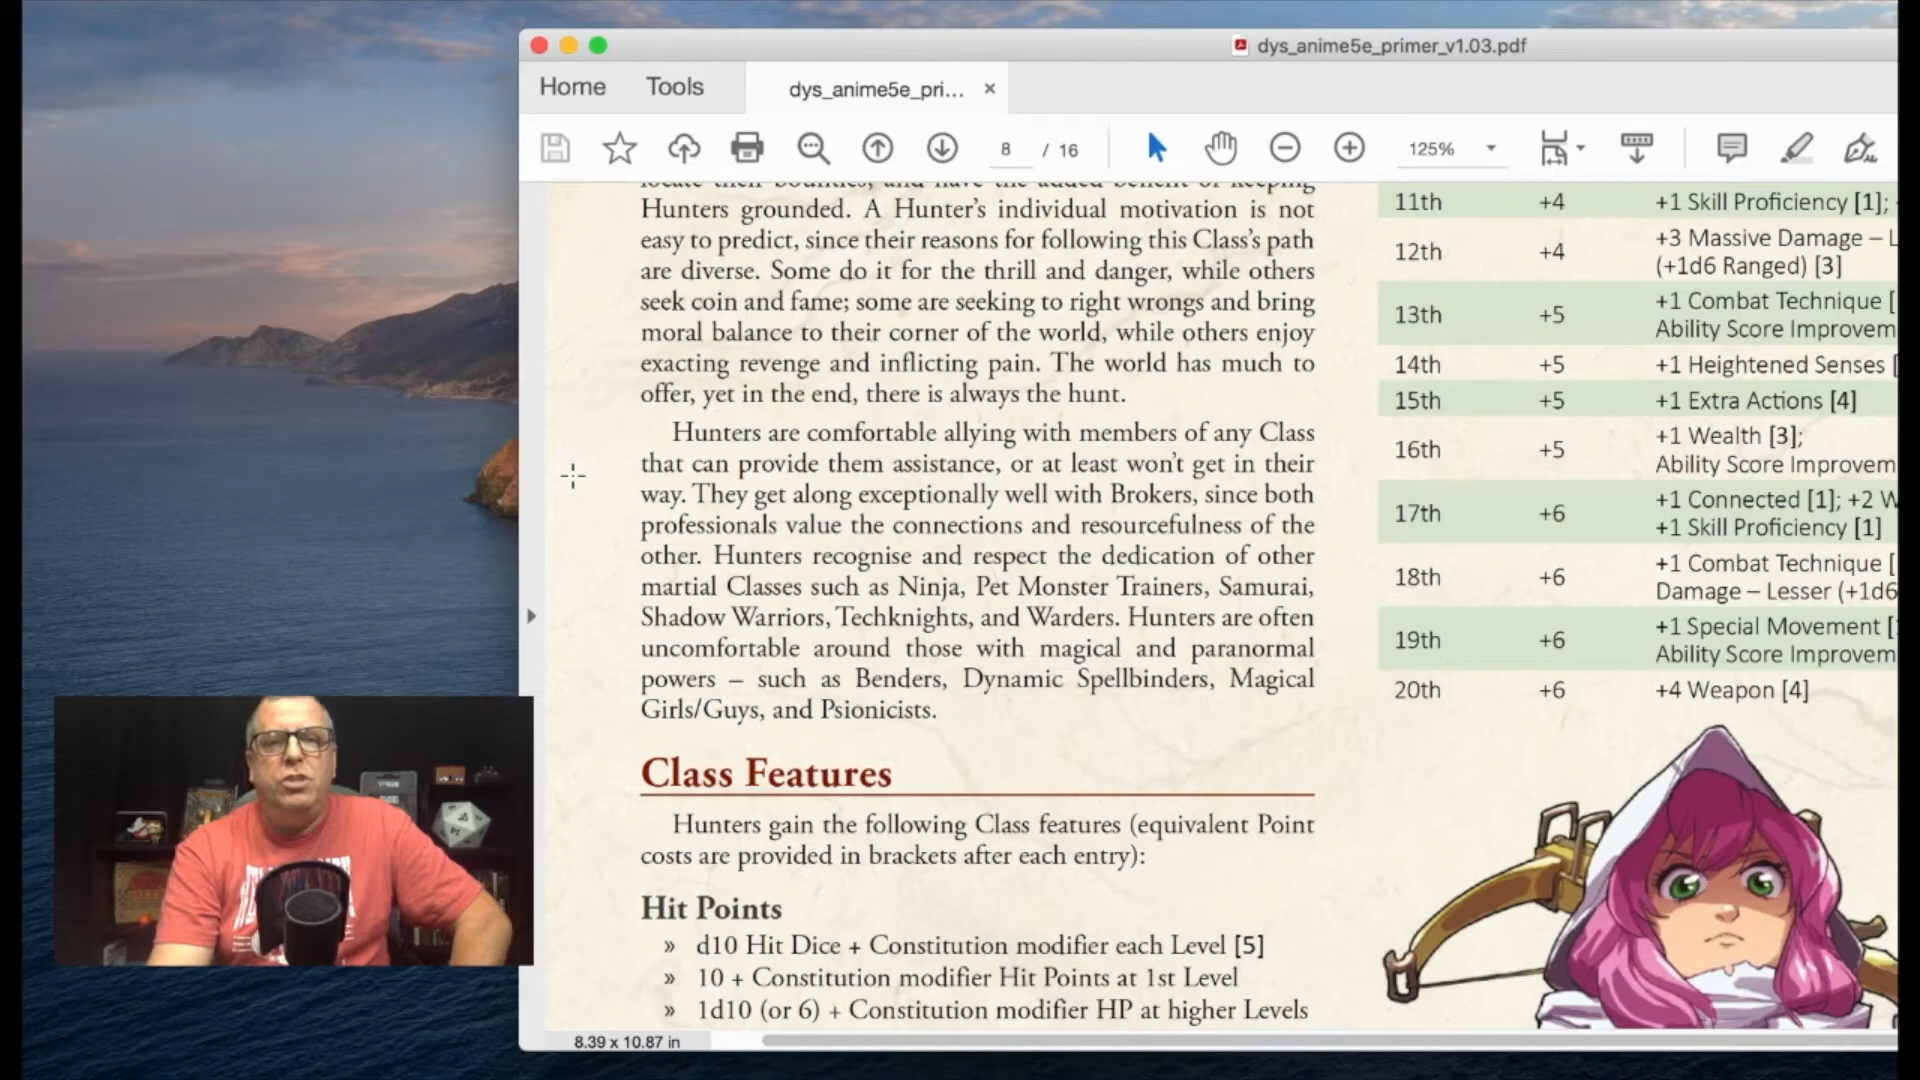 dys_anime5e_primer_v1.03.pdf
Home
Tools
dys_anime5e_pri...
8 / 16
125%
Hunters grounded. A Hunter's individual motivation is not
easy to predict, since their reasons for following this Class's path
are diverse. Some do it for the thrill and danger, while others
seek coin and fame; some are seeking to right wrongs and bring
moral balance to their corner of the world, while others enjoy
exacting revenge and inflicting pain. The world has much to
offer, yet in the end, there is always the hunt.
Hunters are comfortable allying with members of any Class
that can provide them assistance, or at least won't get in their
way. They get along exceptionally well with Brokers, since both
professionals value the connections and resourcefulness of the
other. Hunters recognise and respect the dedication of other
martial Classes such as Ninja, Pet Monster Trainers, Samurai,
Shadow Warriors, Techknights, and Warders. Hunters are often
uncomfortable around those with magical and paranormal
powers – such as Benders, Dynamic Spellbinders, Magical
Girls/Guys, and Psionicists.
Class Features
Hunters gain the following Class features (equivalent Point
costs are provided in brackets after each entry):
Hit Points
» d10 Hit Dice + Constitution modifier each Level [5]
» 10 + Constitution modifier Hit Points at 1st Level
» 1d10 (or 6) + Constitution modifier HP at higher Levels
11th +4 +1 Skill Proficiency [1];
12th +4 +3 Massive Damage – L
(+1d6 Ranged) [3]
13th +5 +1 Combat Technique [
Ability Score Improvem
14th +5 +1 Heightened Senses [
15th +5 +1 Extra Actions [4]
16th +5 +1 Wealth [3];
Ability Score Improvem
17th +6 +1 Connected [1]; +2 W
+1 Skill Proficiency [1]
18th +6 +1 Combat Technique [
Damage – Lesser (+1d6
19th +6 +1 Special Movement [
Ability Score Improvem
20th +6 +4 Weapon [4]
8.39 x 10.87 in